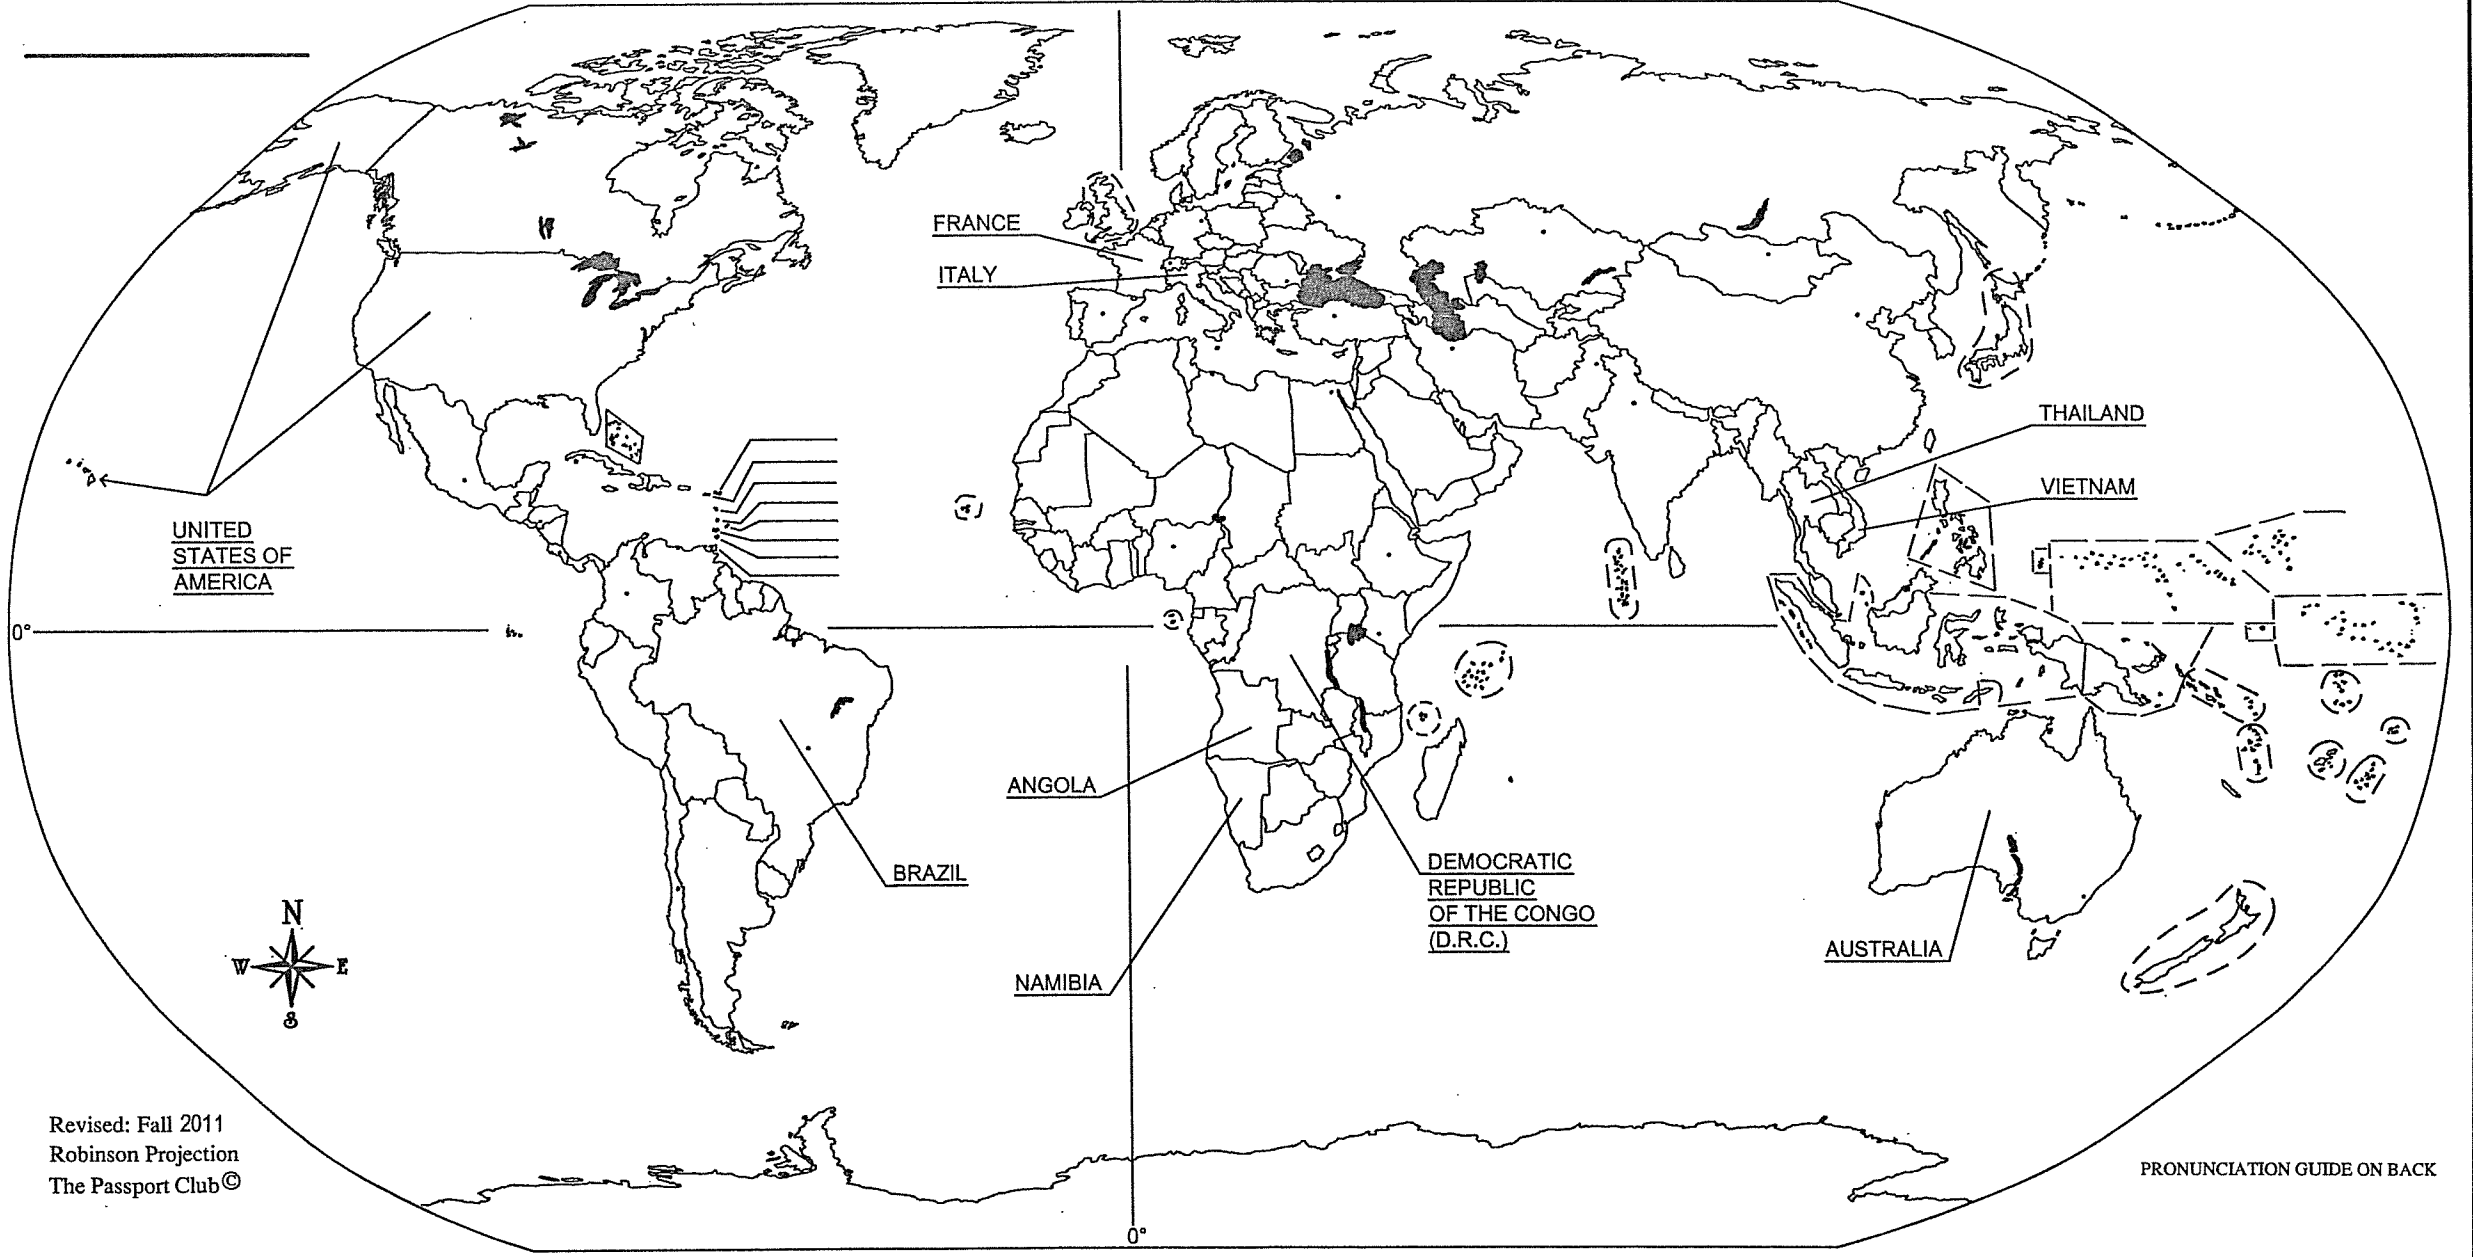 FRANCE
ITALY
THAILAND
VIETNAM
UNITED
STATES OF
AMERICA
0°
ANGOLA
BRAZIL
DEMOCRATIC
REPUBLIC
OF THE CONGO
(D.R.C.)
NAMIBIA
AUSTRALIA
N
W E
S
Revised: Fall 2011
Robinson Projection
The Passport Club©
PRONUNCIATION GUIDE ON BACK
0°